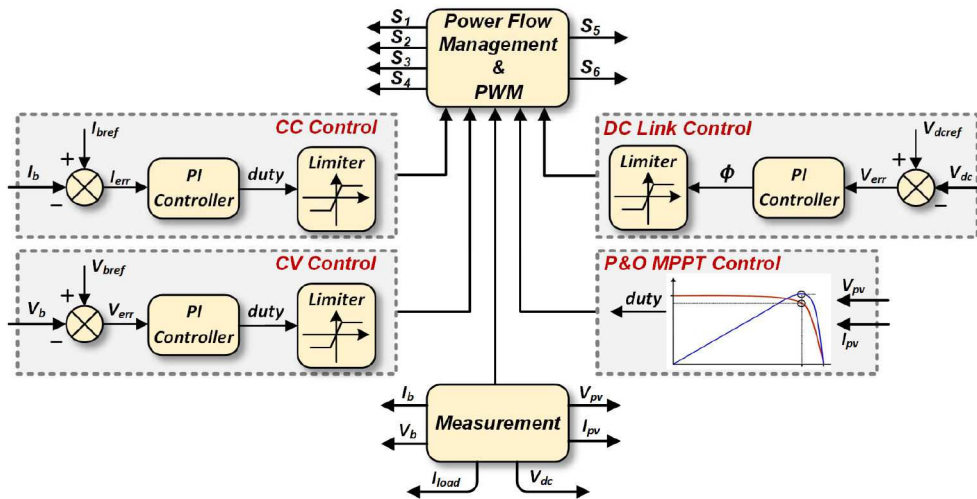 S1
S2
S3
S4
Power Flow
Management
&
PWM
S5
S6
CC Control
Ibref
+
Ib
−
Ierr
PI
Controller
duty
Limiter
DC Link Control
Limiter
ϕ
PI
Controller
Verr
Vdcref
+
Vdc
−
CV Control
Vbref
+
Vb
−
Verr
PI
Controller
duty
Limiter
P&O MPPT Control
duty
Vpv
Ipv
Measurement
Ib
Vb
Vpv
Ipv
Iload
Vdc